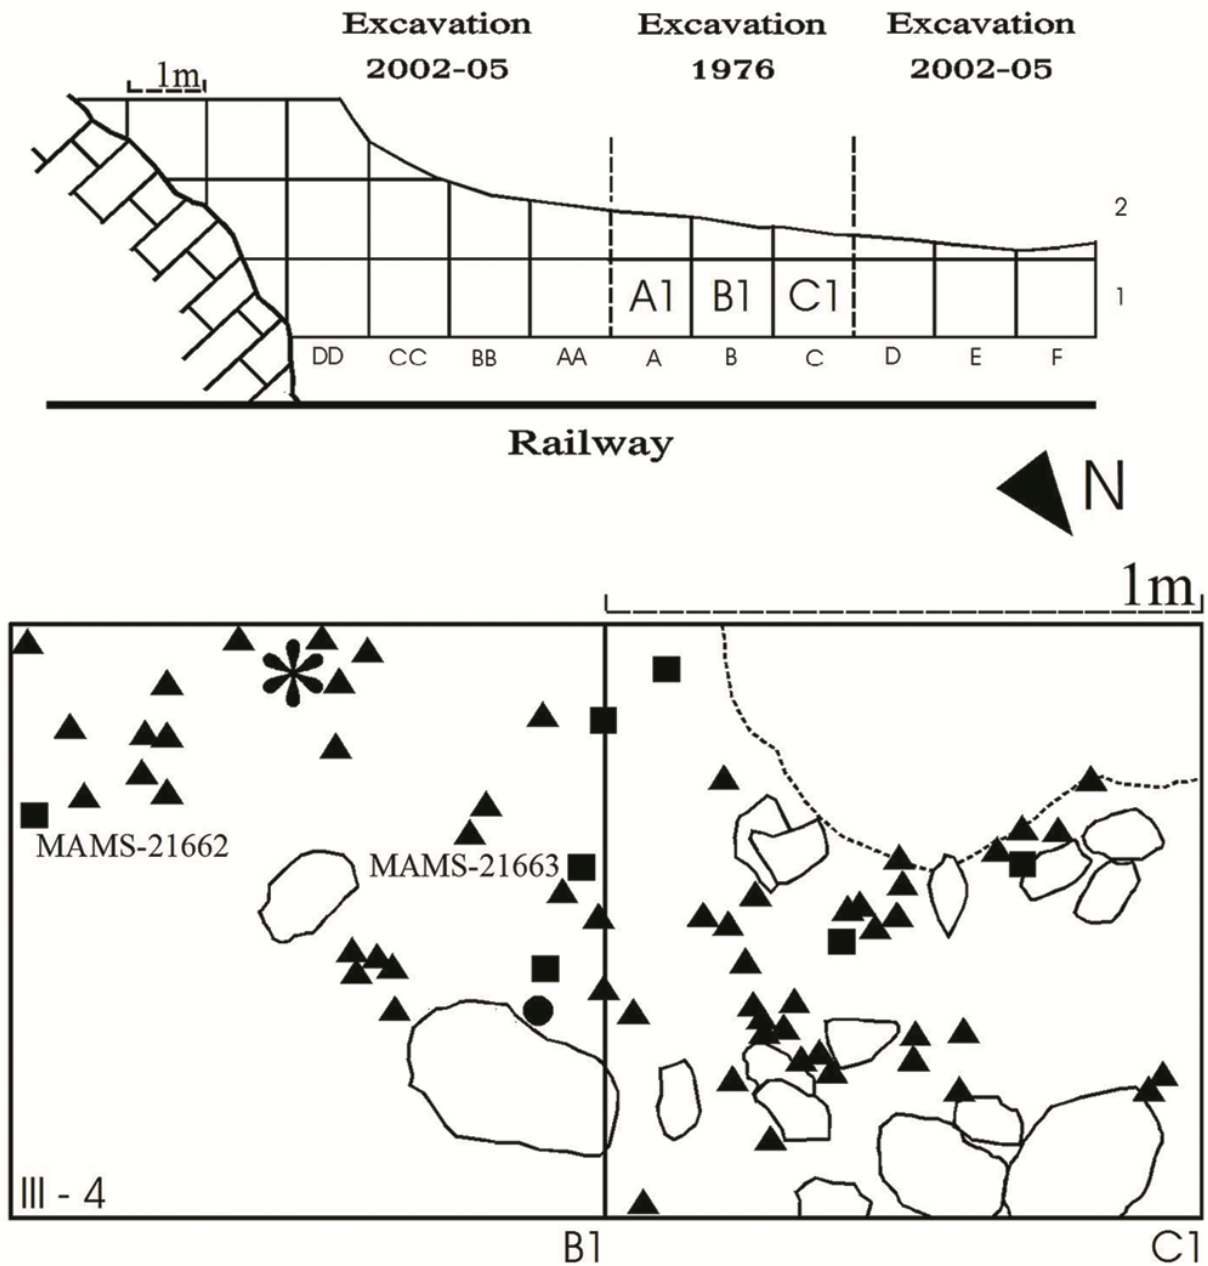 Excavation Excavation Excavation
2002-05 1976 2002-05
1m
2
A1 B1 C1 1
DD CC BB AA A B C D E F
Railway
N
1m
MAMS-21662
MAMS-21663
III - 4
B1 C1